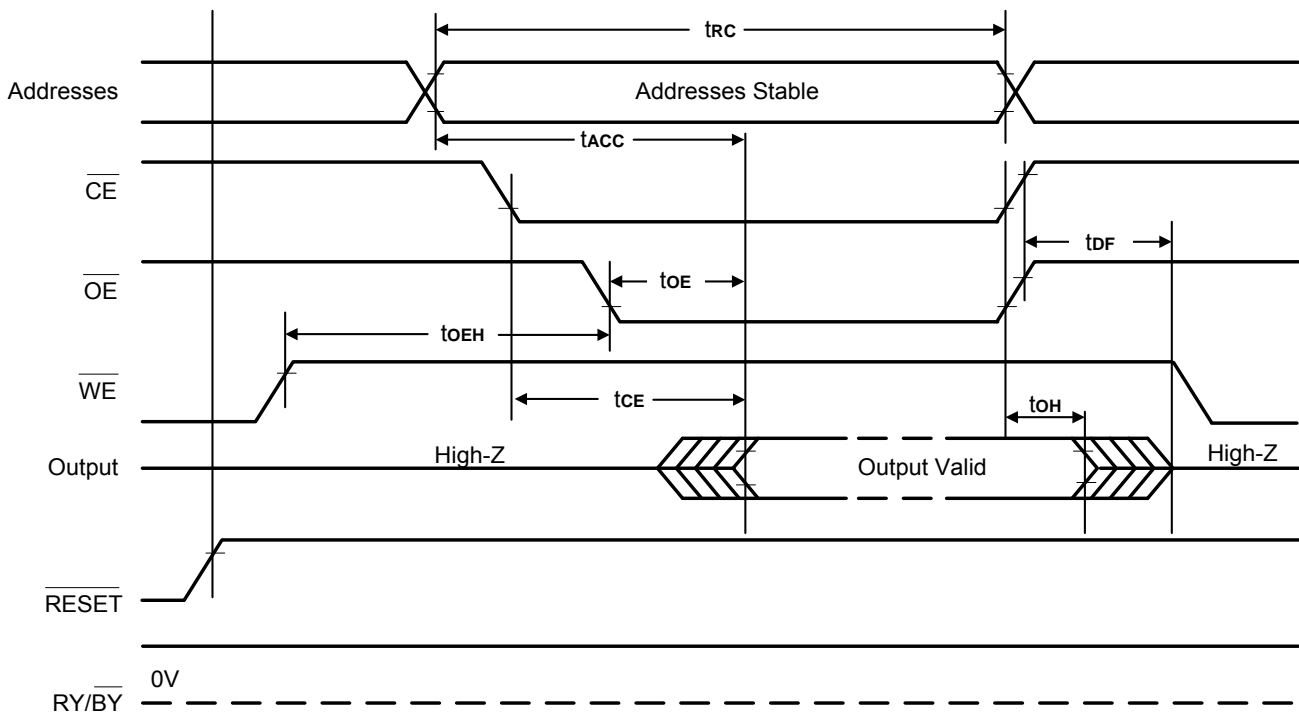 tRC
Addresses
Addresses Stable
tACC
CE
tDF
OE
tOE
tOEH
WE
tCE
tOH
High-Z
Output
Output Valid
High-Z
RESET
0V
RY/BY